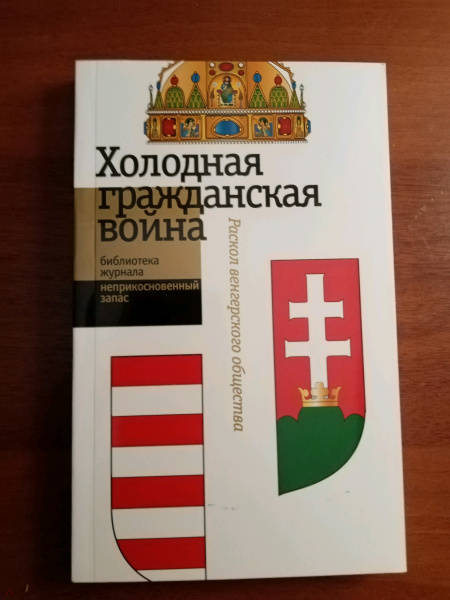 Холодная
гражданская
война
Раскол венгерского общества
библиотека
журнала
неприкосновенный
запас